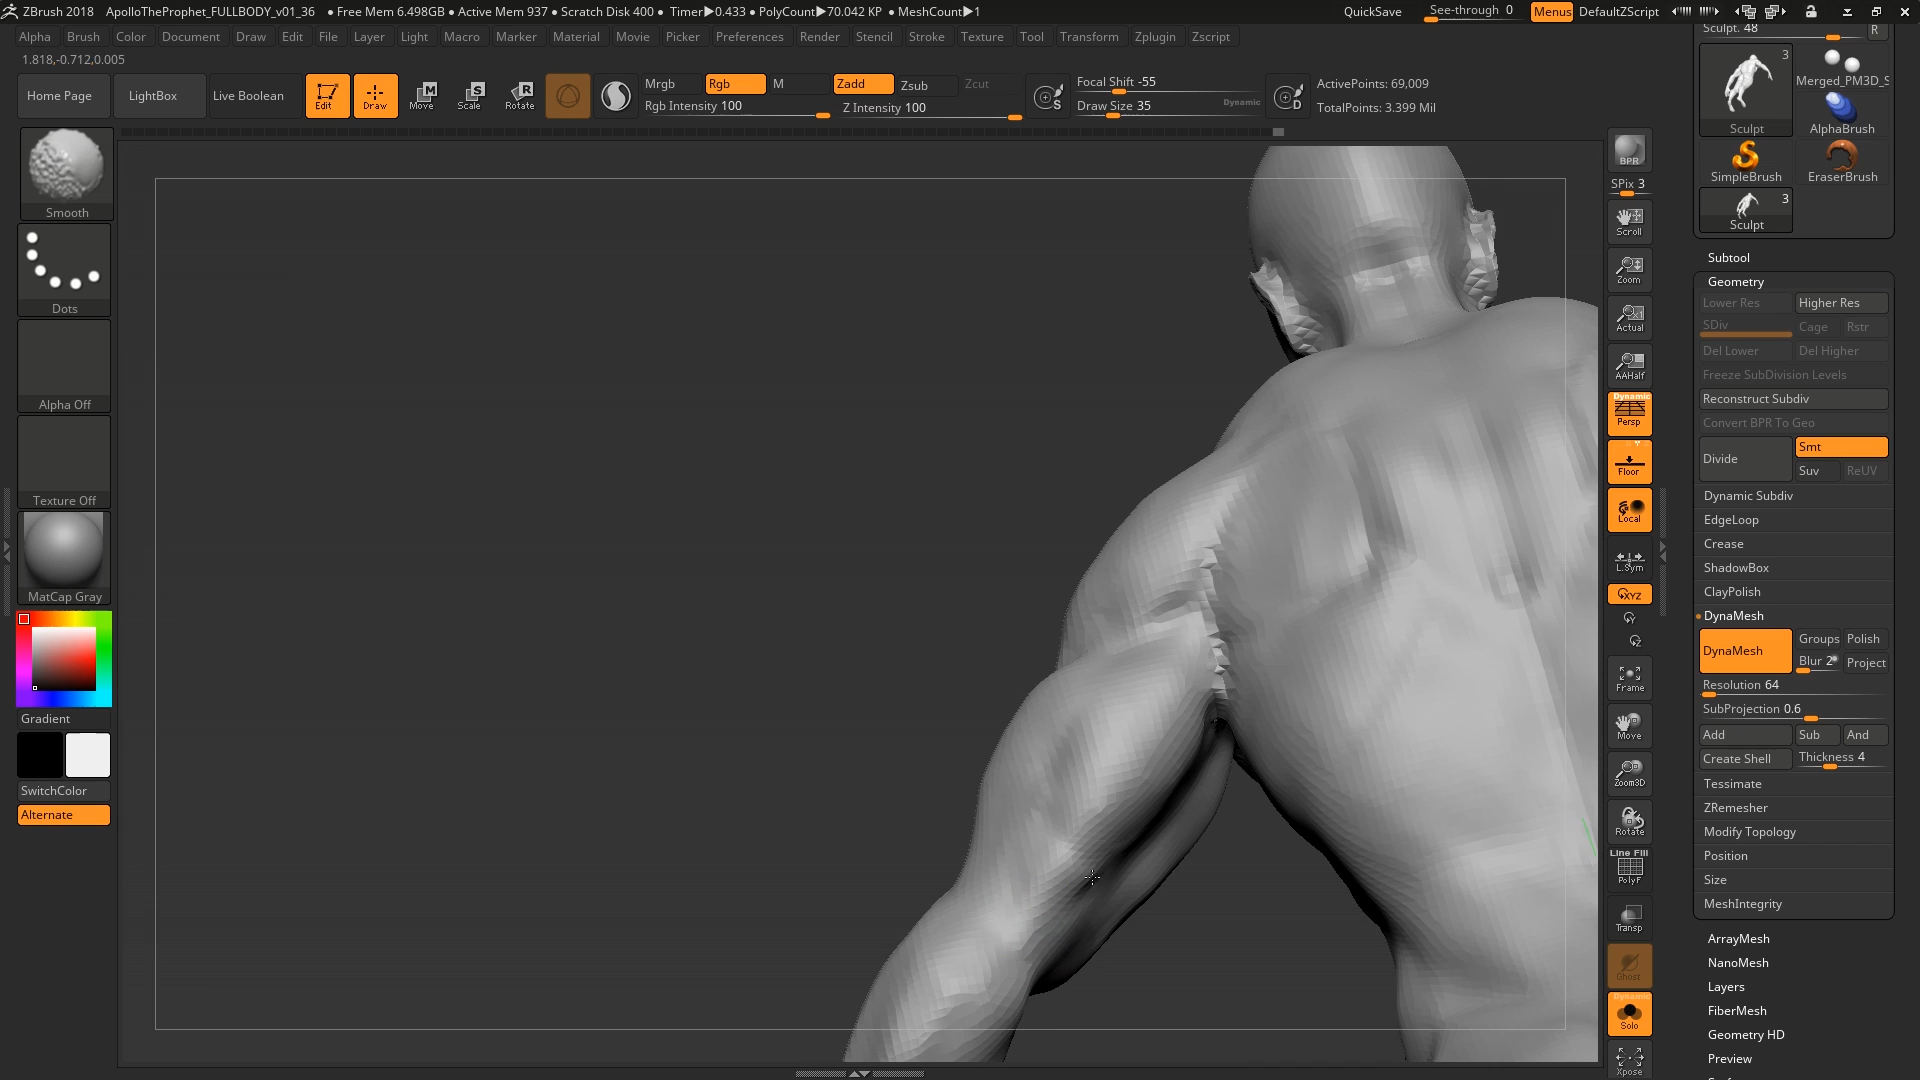 ZBrush 2018 ApolloTheProphet_FULLBODY_v01_36 ● Free Mem 6.498GB ● Active Mem 937 ● Scratch Disk 400 ● Timer▶0.433 ● PolyCount▶70.042 KP ● MeshCount▶1 QuickSave See-through 0 Menus DefaultZScript
Alpha Brush Color Document Draw Edit File Layer Light Macro Marker Material Movie Picker Preferences Render Stencil Stroke Texture Tool Transform Zplugin Zscript
1.818,-0.712,0.005
Home Page LightBox Live Boolean Edit Draw Move Scale Rotate
Mrgb Rgb M Zadd Zsub Zcut
Rgb Intensity 100 Z Intensity 100
Focal Shift -55
Draw Size 35 Dynamic
S
D
ActivePoints: 69,009
TotalPoints: 3.399 Mil
Smooth
Dots
Alpha Off
Texture Off
MatCap Gray
Gradient
SwitchColor
Alternate
BPR
SPix 3
Scroll
Zoom
Actual
AAHalf
Dynamic
Persp
Floor
Local
L.Sym
XYZ
Y
Z
Frame
Move
Zoom3D
Rotate
Line Fill
PolyF
Transp
Ghost
Dynamic
Solo
Xpose
Sculpt. 48 R
3
Sculpt
Merged_PM3D_S
AlphaBrush
SimpleBrush EraserBrush
3
Sculpt
Subtool
Geometry
Lower Res Higher Res
SDiv Cage Rstr
Del Lower Del Higher
Freeze SubDivision Levels
Reconstruct Subdiv
Convert BPR To Geo
Divide Smt
Suv ReUV
Dynamic Subdiv
EdgeLoop
Crease
ShadowBox
ClayPolish
DynaMesh
DynaMesh Groups Polish
Blur 2 Project
Resolution 64
SubProjection 0.6
Add Sub And
Create Shell Thickness 4
Tessimate
ZRemesher
Modify Topology
Position
Size
MeshIntegrity
ArrayMesh
NanoMesh
Layers
FiberMesh
Geometry HD
Preview